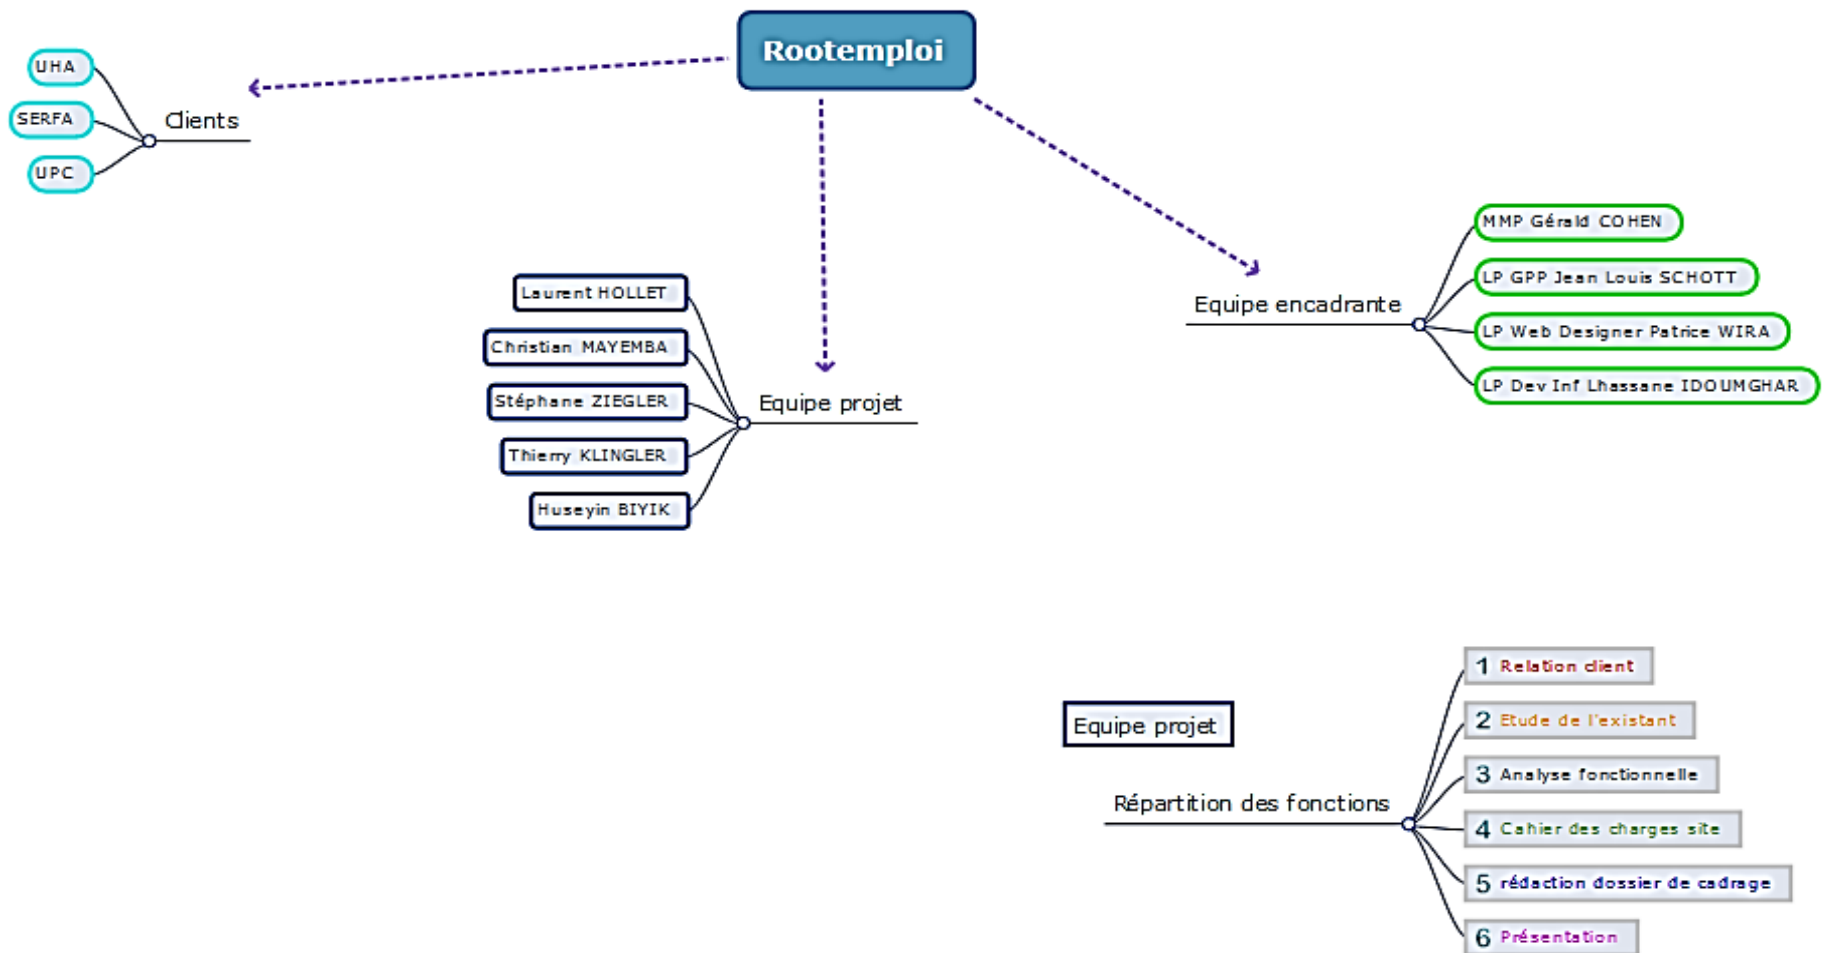 Rootemploi
UHA
SERFA
UPC
Clients
MMP Gérald COHEN
LP GPP Jean Louis SCHOTT
LP Web Designer Patrice WIRA
LP Dev Inf Lhassane IDOUMGHAR
Equipe encadrante
Laurent HOLLET
Christian MAYEMBA
Stéphane ZIEGLER
Thierry KLINGLER
Huseyin BIYIK
Equipe projet
Equipe projet
Répartition des fonctions
1 Relation client
2 Etude de l'existant
3 Analyse fonctionnelle
4 Cahier des charges site
5 rédaction dossier de cadrage
6 Présentation